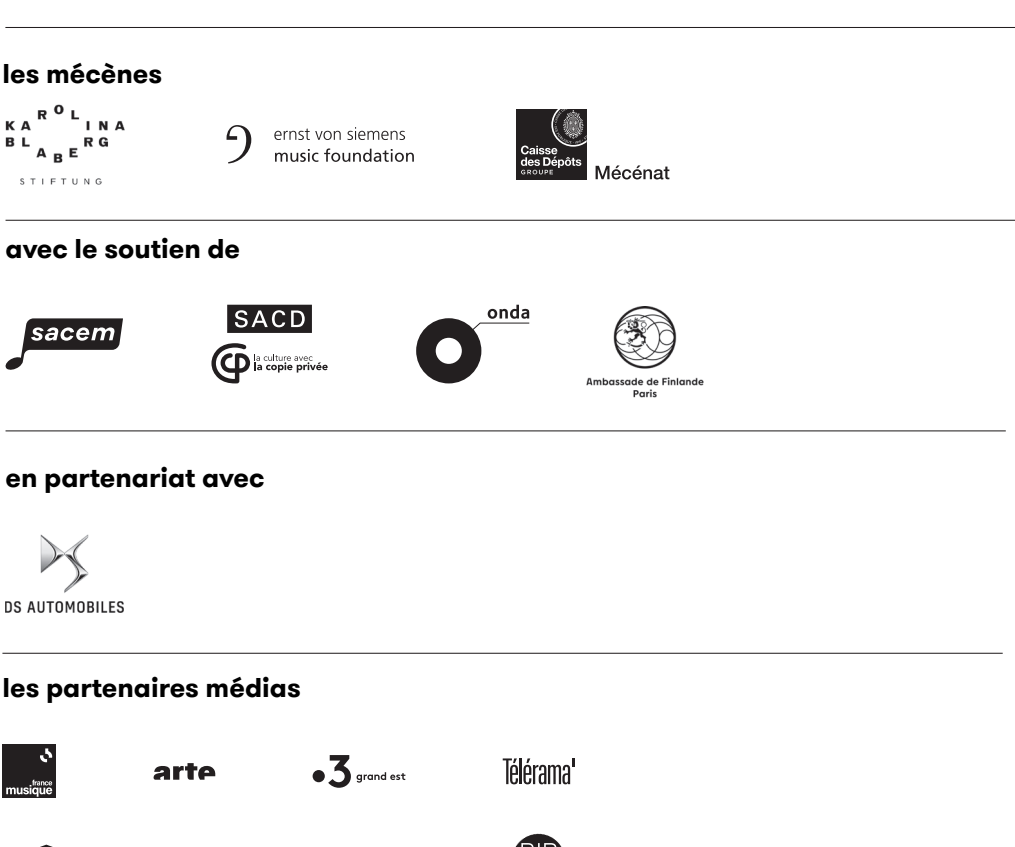 les mécènes
KAROLINA
BLABERG
STIFTUNG
ernst von siemens
music foundation
Caisse
des Dépôts
GROUPE
Mécénat
avec le soutien de
sacem
SACD
la culture avec
la copie privée
onda
Ambassade de Finlande
Paris
en partenariat avec
DS AUTOMOBILES
les partenaires médias
france
musique
arte
3 grand est
Télérama'